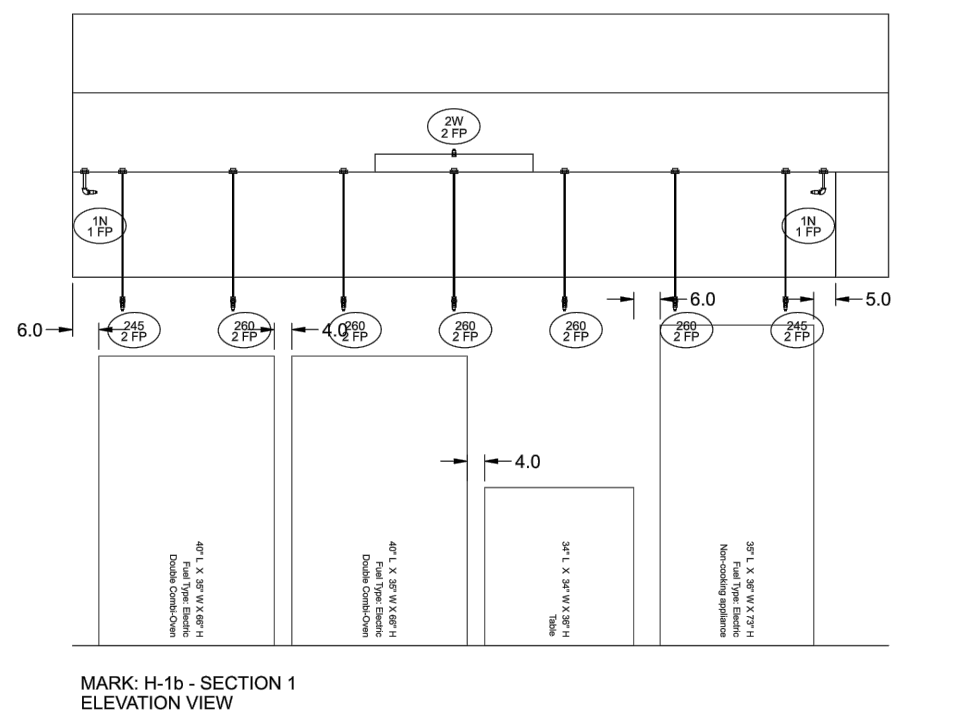 2W
2 FP
1N
1 FP
1N
1 FP
6.0
5.0
6.0
245
2 FP
260
2 FP
4.0
260
2 FP
260
2 FP
260
2 FP
260
2 FP
245
2 FP
4.0
40" L X 35" W X 66" H
Fuel Type: Electric
Double Combi-Oven
40" L X 35" W X 66" H
Fuel Type: Electric
Double Combi-Oven
34" L X 34" W X 36" H
Table
35" L X 36" W X 73" H
Fuel Type: Electric
Non-cooking appliance
MARK: H-1b - SECTION 1
ELEVATION VIEW